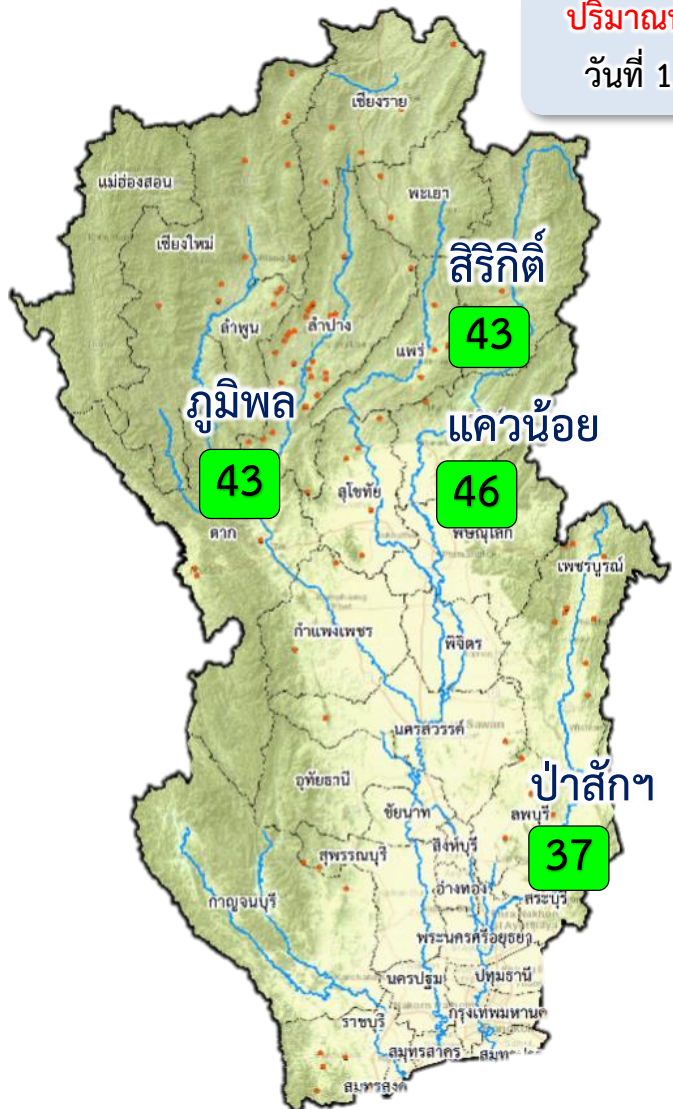 ปริมาณ
วันที่ 1
เชียงราย
แม่ฮ่องสอน
พะเยา
เชียงใหม่
สิริกิติ์
43
ลำพูน
ลำปาง
แพร่
ภูมิพล
43
แควน้อย
46
สุโขทัย
ตาก
พิษณุโลก
เพชรบูรณ์
กำแพงเพชร
พิจิตร
นครสวรรค์
อุทัยธานี
ป่าสักฯ
37
ชัยนาท
ลพบุรี
สิงห์บุรี
สุพรรณบุรี
อ่างทอง
สระบุรี
กาญจนบุรี
พระนครศรีอยุธยา
นครปฐม
ปทุมธานี
กรุงเทพมหานค
ราชบุรี
สมุทรสาคร
สมุทรสงค